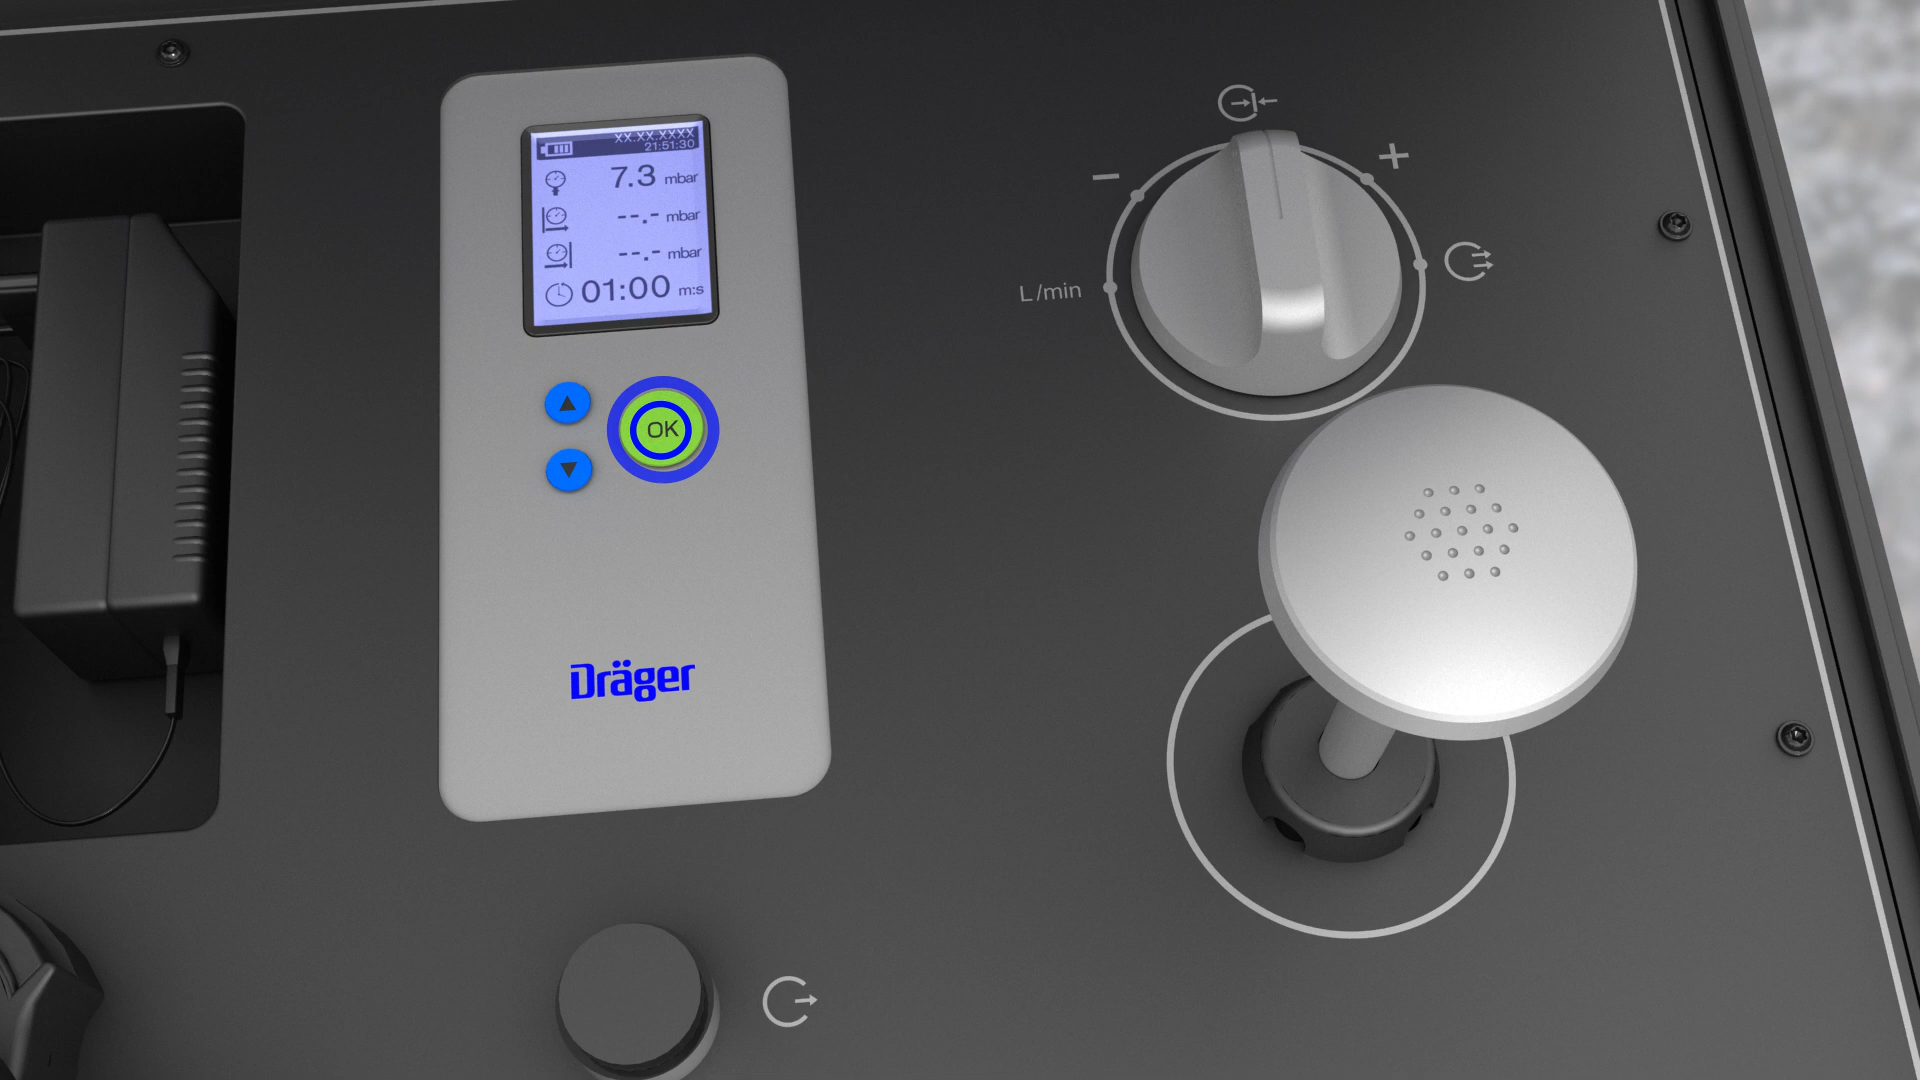 XX.XX.XXXX
21:51:30
7.3 mbar
--.- mbar
--.- mbar
01:00 m:s
OK
Dräger
− +
L/min